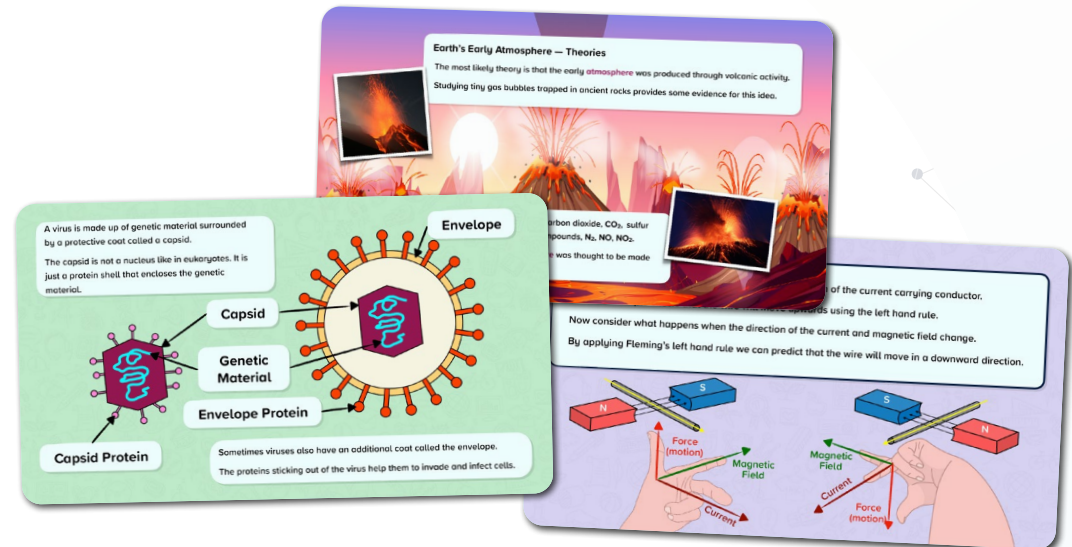 Earth's Early Atmosphere — Theories
The most likely theory is that the early atmosphere was produced through volcanic activity.
Studying tiny gas bubbles trapped in ancient rocks provides some evidence for this idea.
arbon dioxide, CO₂, sulfur
mpounds, N₂, NO, NO₂.
e was thought to be made
A virus is made up of genetic material surrounded
by a protective coat called a capsid.
The capsid is not a nucleus like in eukaryotes. It is
just a protein shell that encloses the genetic
material.
Envelope
Capsid
Genetic
Material
Envelope Protein
Capsid Protein
Sometimes viruses also have an additional coat called the envelope.
The proteins sticking out of the virus help them to invade and infect cells.
of the current carrying conductor.
upwards using the left hand rule.
Now consider what happens when the direction of the current and magnetic field change.
By applying Fleming's left hand rule we can predict that the wire will move in a downward direction.
N
S
Force
(motion)
Magnetic
Field
Current
S
N
Magnetic
Field
Current
Force
(motion)